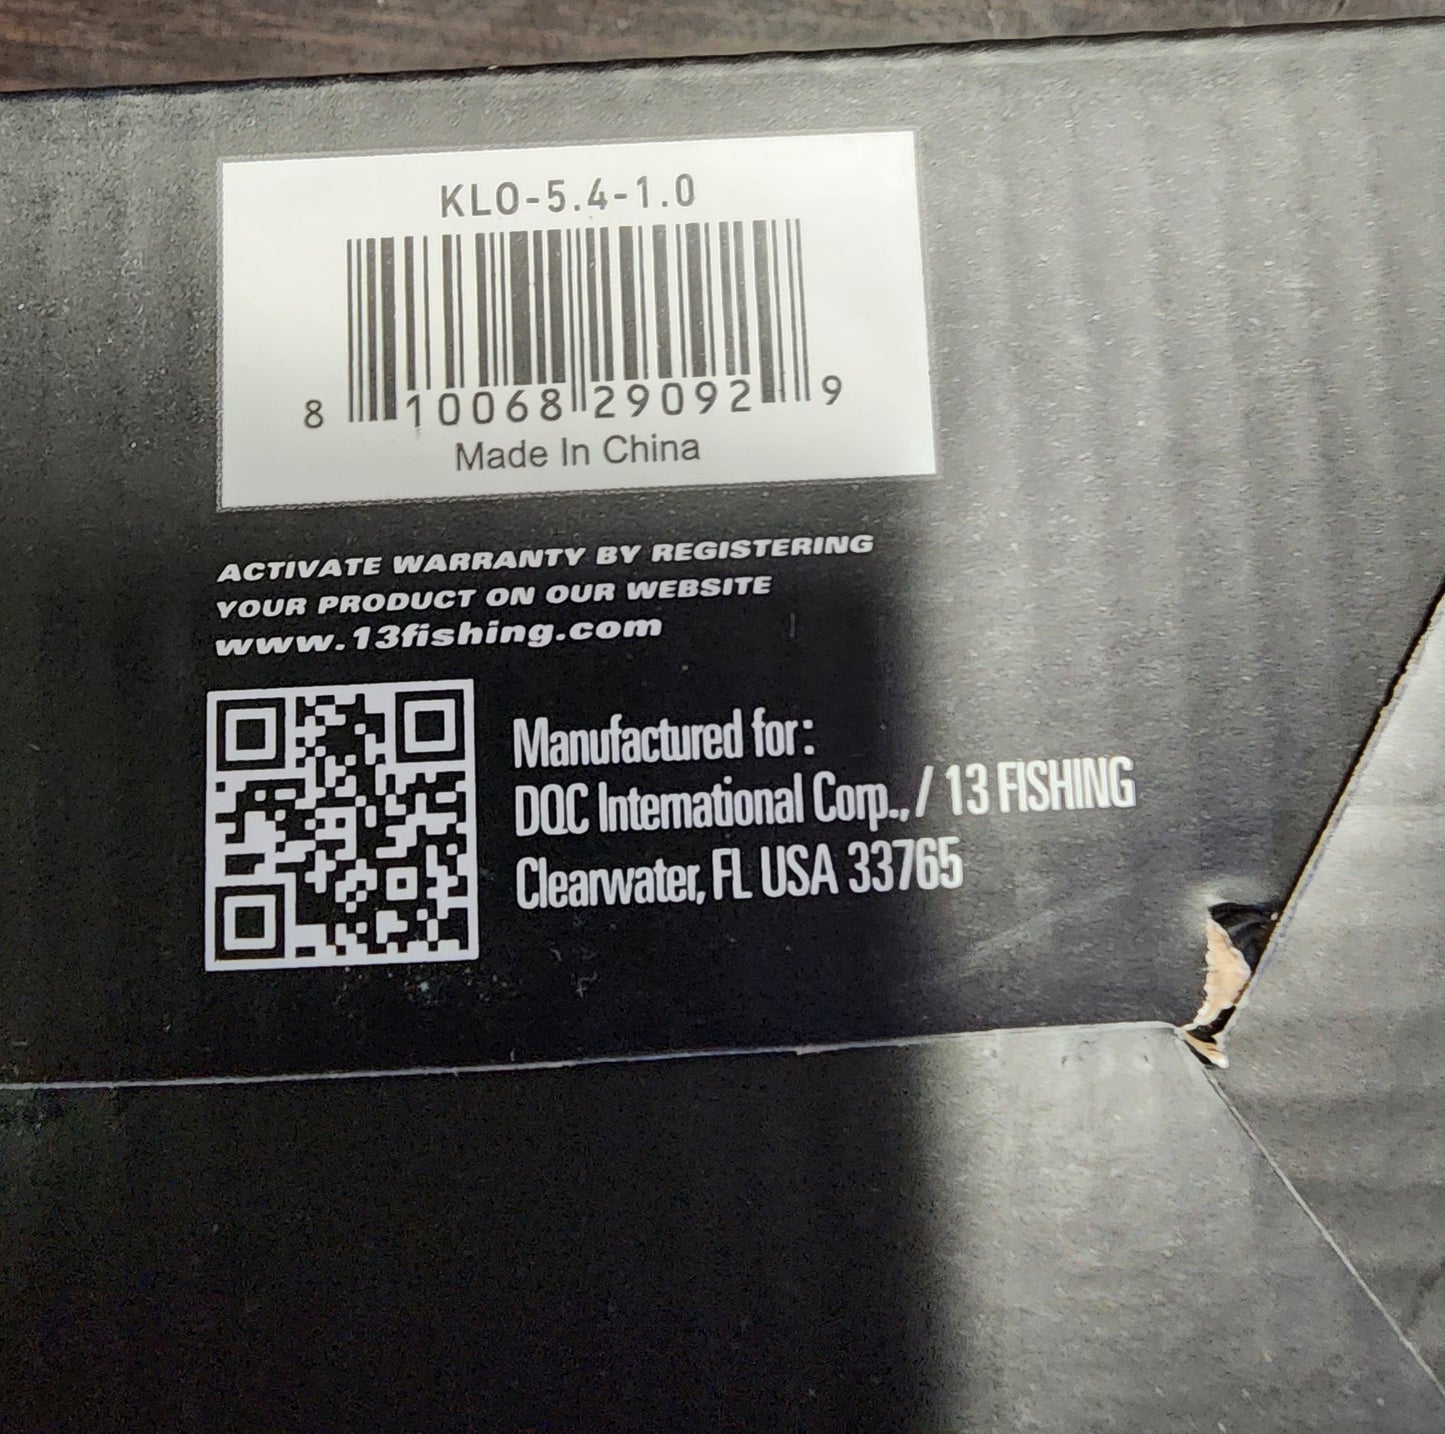 KLO-5.4-1.0
8 10068 29092 9
Made In China
ACTIVATE WARRANTY BY REGISTERING
YOUR PRODUCT ON OUR WEBSITE
www.13fishing.com
Manufactured for:
DQC International Corp., / 13 FISHING
Clearwater, FL USA 33765